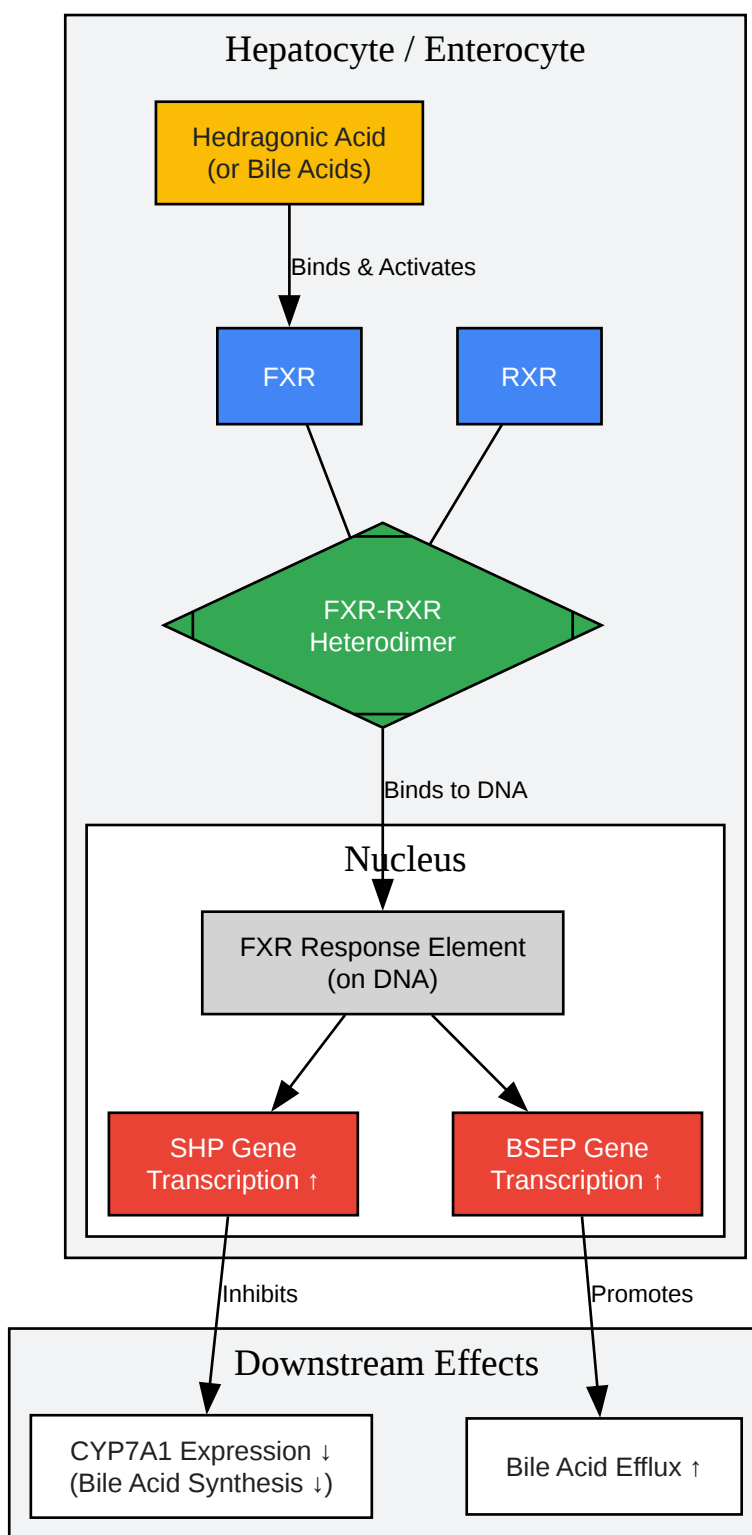 Hepatocyte / Enterocyte
Hedragonic Acid
(or Bile Acids)
Binds & Activates
FXR
RXR
FXR-RXR
Heterodimer
Binds to DNA
Nucleus
FXR Response Element
(on DNA)
SHP Gene
Transcription ↑
BSEP Gene
Transcription ↑
Inhibits
Promotes
Downstream Effects
CYP7A1 Expression ↓
(Bile Acid Synthesis ↓)
Bile Acid Efflux ↑